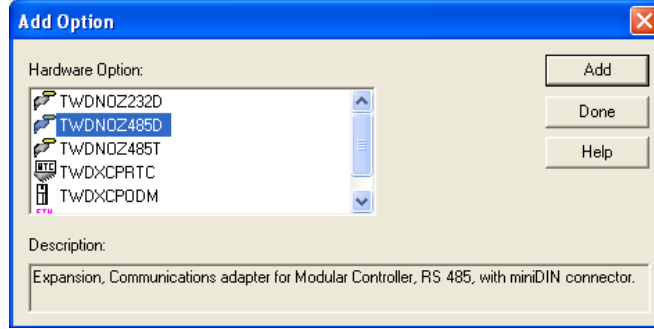 Add Option
Hardware Option:
Add
TWDNOZ232D
TWDNOZ485D
Done
TWDNOZ485T
Help
TWDXCPRTC
TWDXCPODM
Description:
Expansion, Communications adapter for Modular Controller, RS 485, with miniDIN connector.